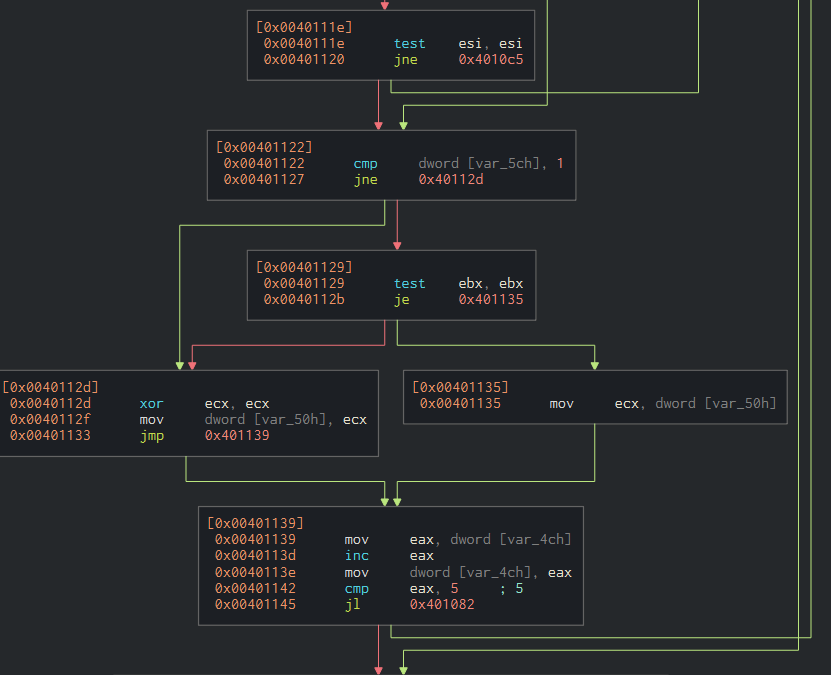 [0x0040111e]
0x0040111e test esi, esi
0x00401120 jne 0x4010c5
[0x00401122]
0x00401122 cmp dword [var_5ch], 1
0x00401127 jne 0x40112d
[0x00401129]
0x00401129 test ebx, ebx
0x0040112b je 0x401135
[0x0040112d]
0x0040112d xor ecx, ecx
0x0040112f mov dword [var_50h], ecx
0x00401133 jmp 0x401139
[0x00401135]
0x00401135 mov ecx, dword [var_50h]
[0x00401139]
0x00401139 mov eax, dword [var_4ch]
0x0040113d inc eax
0x0040113e mov dword [var_4ch], eax
0x00401142 cmp eax, 5 ; 5
0x00401145 jl 0x401082